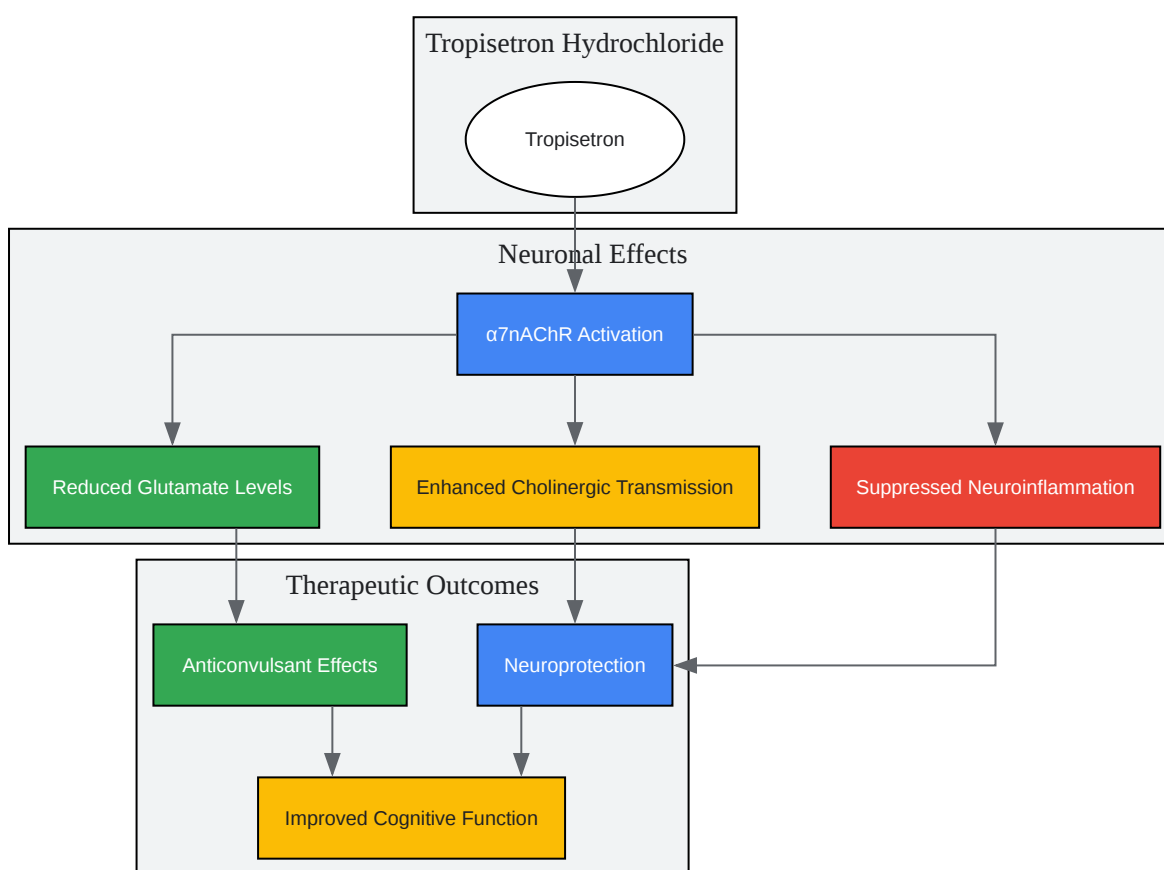 Tropisetron Hydrochloride
Tropisetron
Neuronal Effects
α7nAChR Activation
Reduced Glutamate Levels
Enhanced Cholinergic Transmission
Suppressed Neuroinflammation
Therapeutic Outcomes
Anticonvulsant Effects
Neuroprotection
Improved Cognitive Function